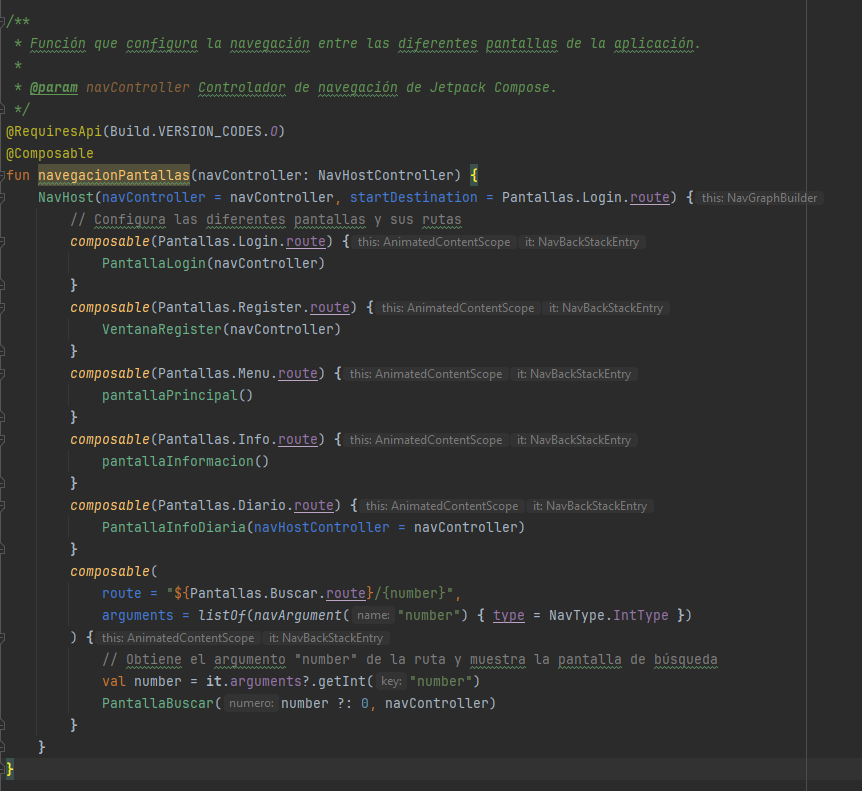 /**
 * Función que configura la navegación entre las diferentes pantallas de la aplicación.
 *
 * @param navController Controlador de navegación de Jetpack Compose.
 */
@RequiresApi(Build.VERSION_CODES.O)
@Composable
fun navegacionPantallas(navController: NavHostController) {
    NavHost(navController = navController, startDestination = Pantallas.Login.route) { this: NavGraphBuilder
        // Configura las diferentes pantallas y sus rutas
        composable(Pantallas.Login.route) { this: AnimatedContentScope it: NavBackStackEntry
            PantallaLogin(navController)
        }
        composable(Pantallas.Register.route) { this: AnimatedContentScope it: NavBackStackEntry
            VentanaRegister(navController)
        }
        composable(Pantallas.Menu.route) { this: AnimatedContentScope it: NavBackStackEntry
            pantallaPrincipal()
        }
        composable(Pantallas.Info.route) { this: AnimatedContentScope it: NavBackStackEntry
            pantallaInformacion()
        }
        composable(Pantallas.Diario.route) { this: AnimatedContentScope it: NavBackStackEntry
            PantallaInfoDiaria(navHostController = navController)
        }
        composable(
            route = "${Pantallas.Buscar.route}/{number}",
            arguments = listOf(navArgument( name: "number") { type = NavType.IntType })
        ) { this: AnimatedContentScope it: NavBackStackEntry
            // Obtiene el argumento "number" de la ruta y muestra la pantalla de búsqueda
            val number = it.arguments?.getInt( key: "number")
            PantallaBuscar( numero: number ?: 0, navController)
        }
    }
}